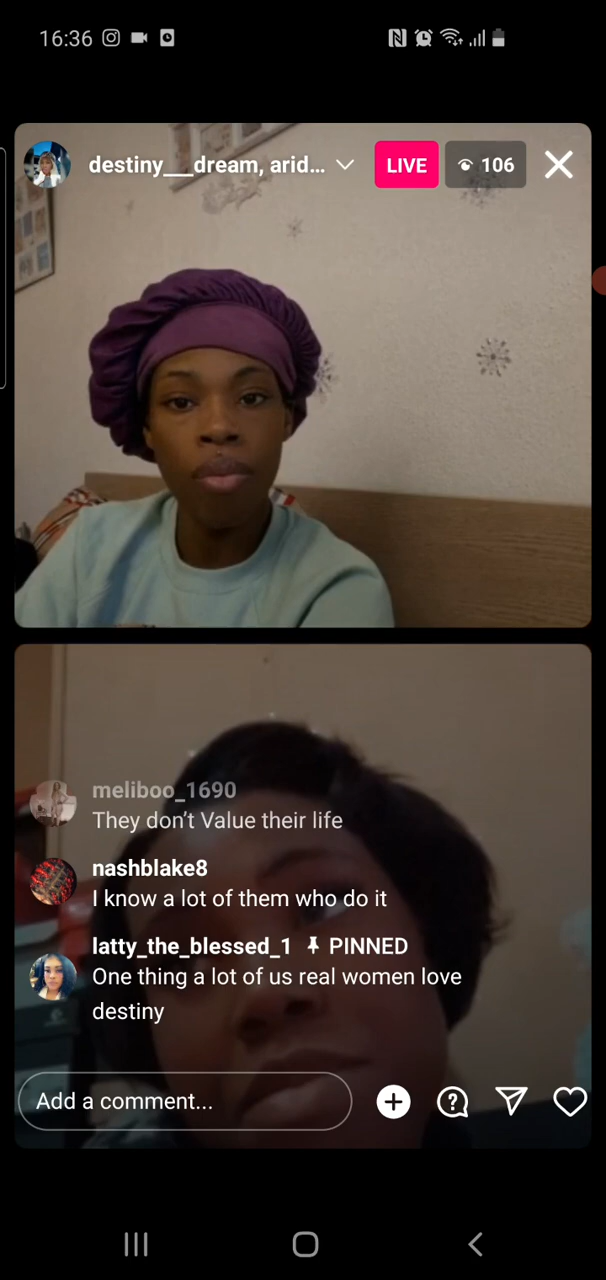 16:36
destiny___dream, arid...
LIVE
106
meliboo_1690
They don't Value their life
nashblake8
I know a lot of them who do it
latty_the_blessed_1 PINNED
One thing a lot of us real women love
destiny
Add a comment...